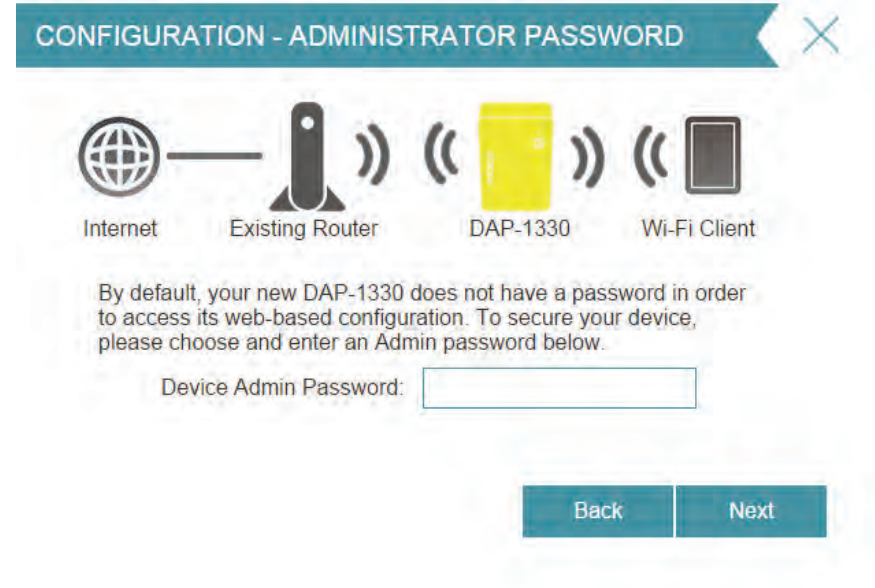 CONFIGURATION - ADMINISTRATOR PASSWORD
Internet
Existing Router
DAP-1330
Wi-Fi Client
By default, your new DAP-1330 does not have a password in order
to access its web-based configuration. To secure your device,
please choose and enter an Admin password below.
Device Admin Password:
Back
Next